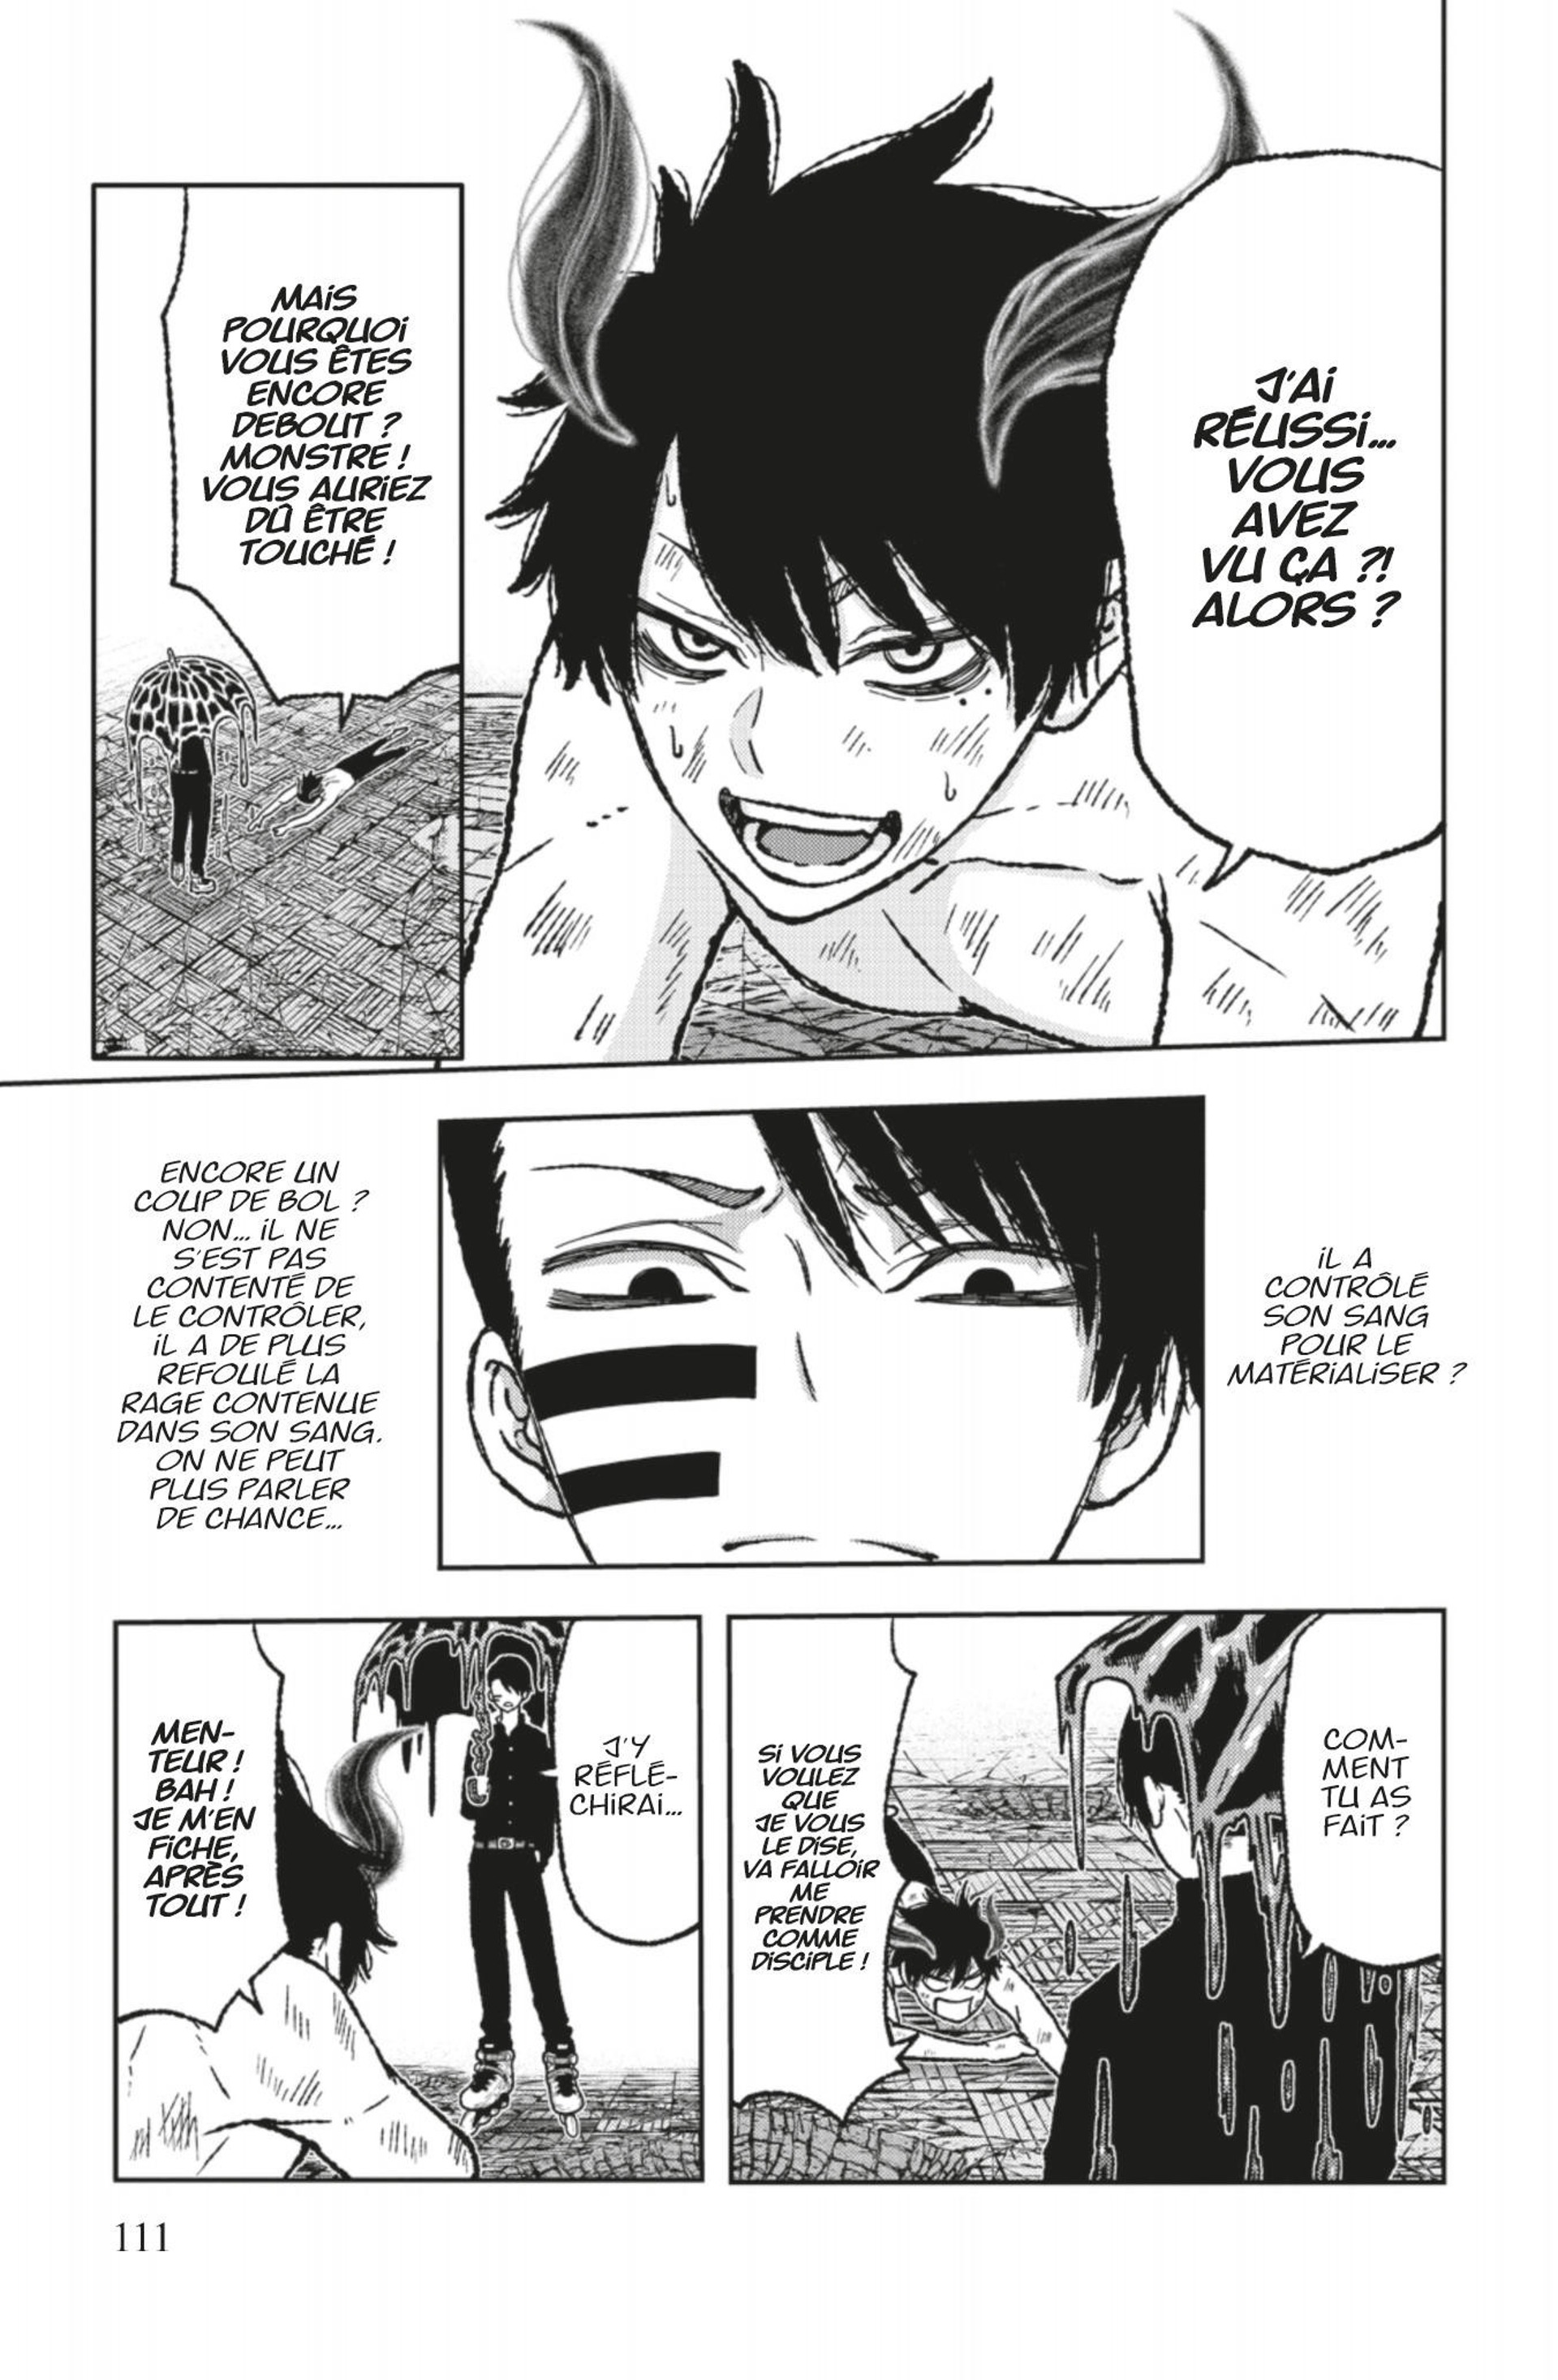 J'Ai
RÉUSSi...
VOUS
AVEZ
VU ÇA ?!
ALORS ?
MAiS
POURQUOi
VOUS ÊTES
ENCORE
DEBOUT ?
MONSTRE !
VOUS AURiEZ
DÛ ÊTRE
TOUCHÉ !
iL A
CONTRÔLÉ
SON SANG
POUR LE
MATÉRiALiSER ?
ENCORE UN
COUP DE BOL ?
NON... iL NE
S'EST PAS
CONTENTÉ DE
LE CONTRÔLER,
iL A DE PLUS
REFOULÉ LA
RAGE CONTENUE
DANS SON SANG.
ON NE PEUT
PLUS PARLER
DE CHANCE...
COM-
MENT
TU AS
FAiT ?
Si VOUS
VOULEZ
QUE
JE VOUS
LE DiSE,
VA FALLOiR
ME
PRENDRE
COMME
DiSCiPLE !
J'Y
RÉFLÉ-
CHiRAi...
MEN-
TEUR !
BAH !
JE M'EN
FiCHE,
APRÈS
TOUT !
111